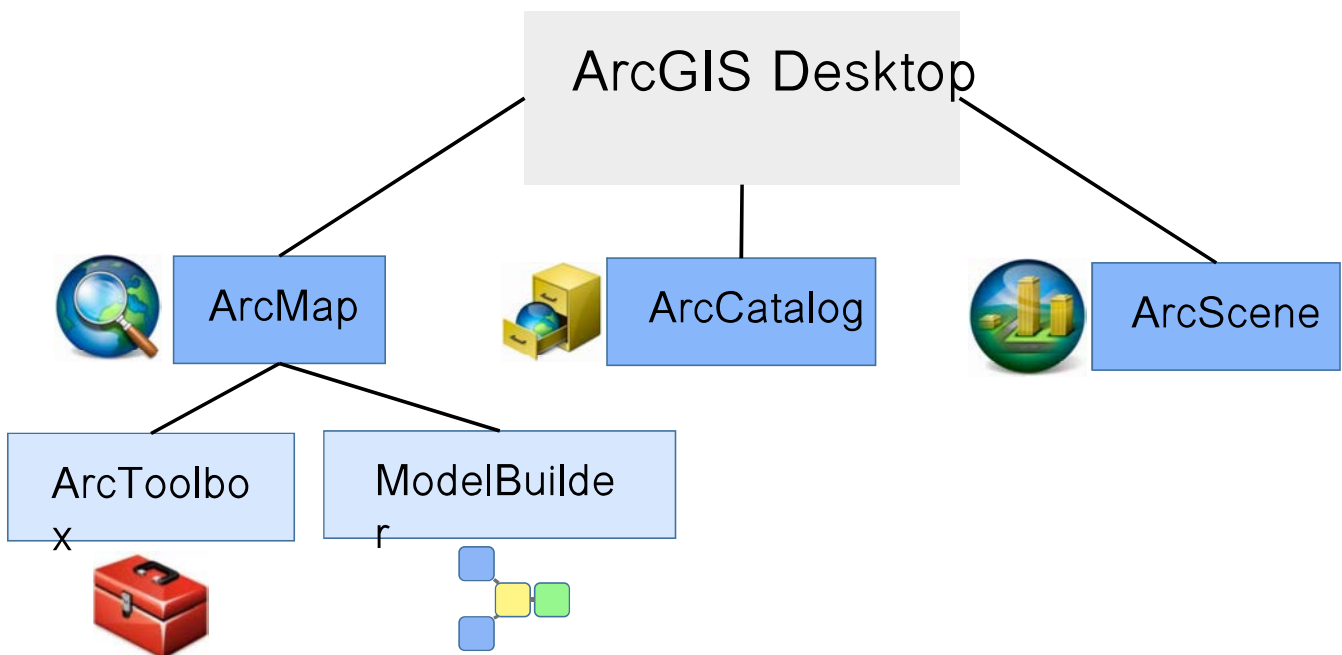 ArcGIS Desktop
ArcMap
ArcCatalog
ArcScene
ArcToolbo
x
ModelBuilde
r